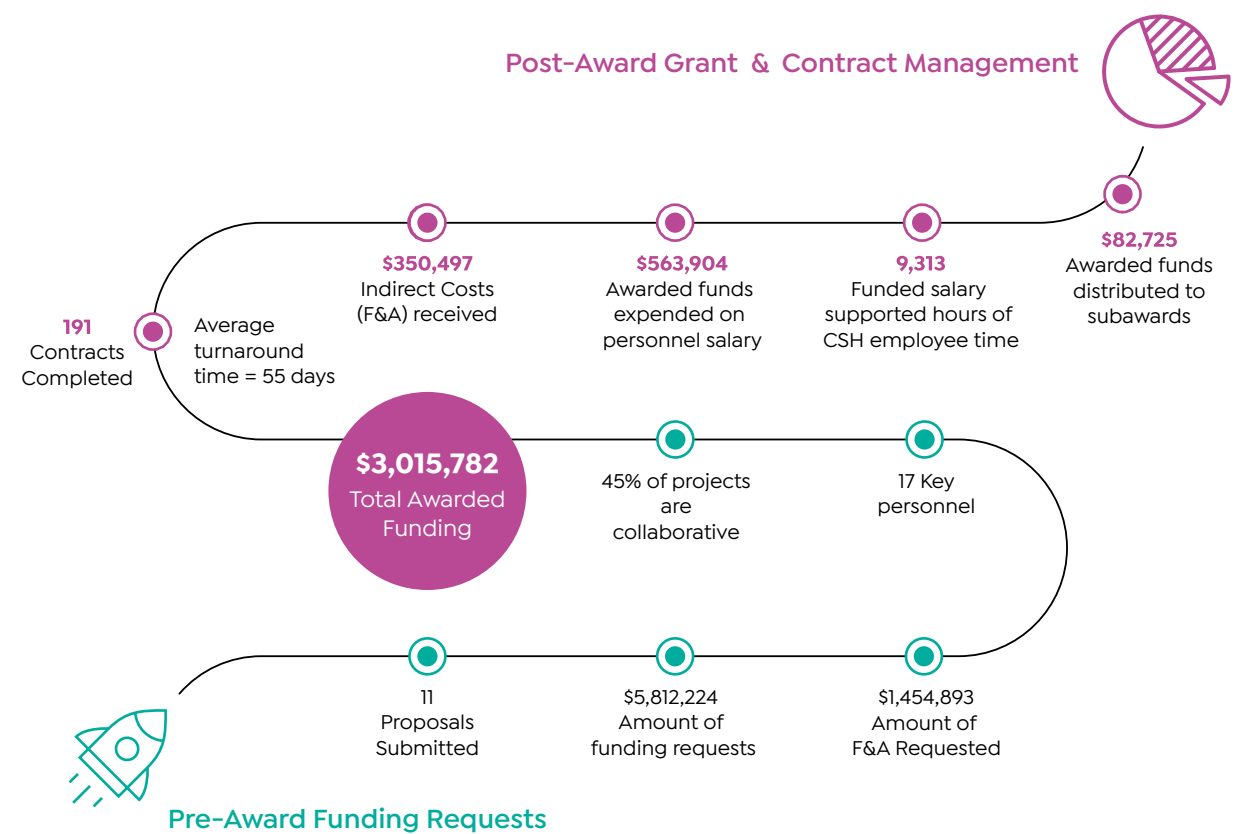 Post-Award Grant & Contract Management
$82,725
Awarded funds
distributed to
subawards
9,313
Funded salary
supported hours of
CSH employee time
$563,904
Awarded funds
expended on
personnel salary
$350,497
Indirect Costs
(F&A) received
191
Contracts
Completed
Average
turnaround
time = 55 days
$3,015,782
Total Awarded
Funding
45% of projects
are
collaborative
17 Key
personnel
11
Proposals
Submitted
$5,812,224
Amount of
funding requests
$1,454,893
Amount of
F&A Requested
Pre-Award Funding Requests